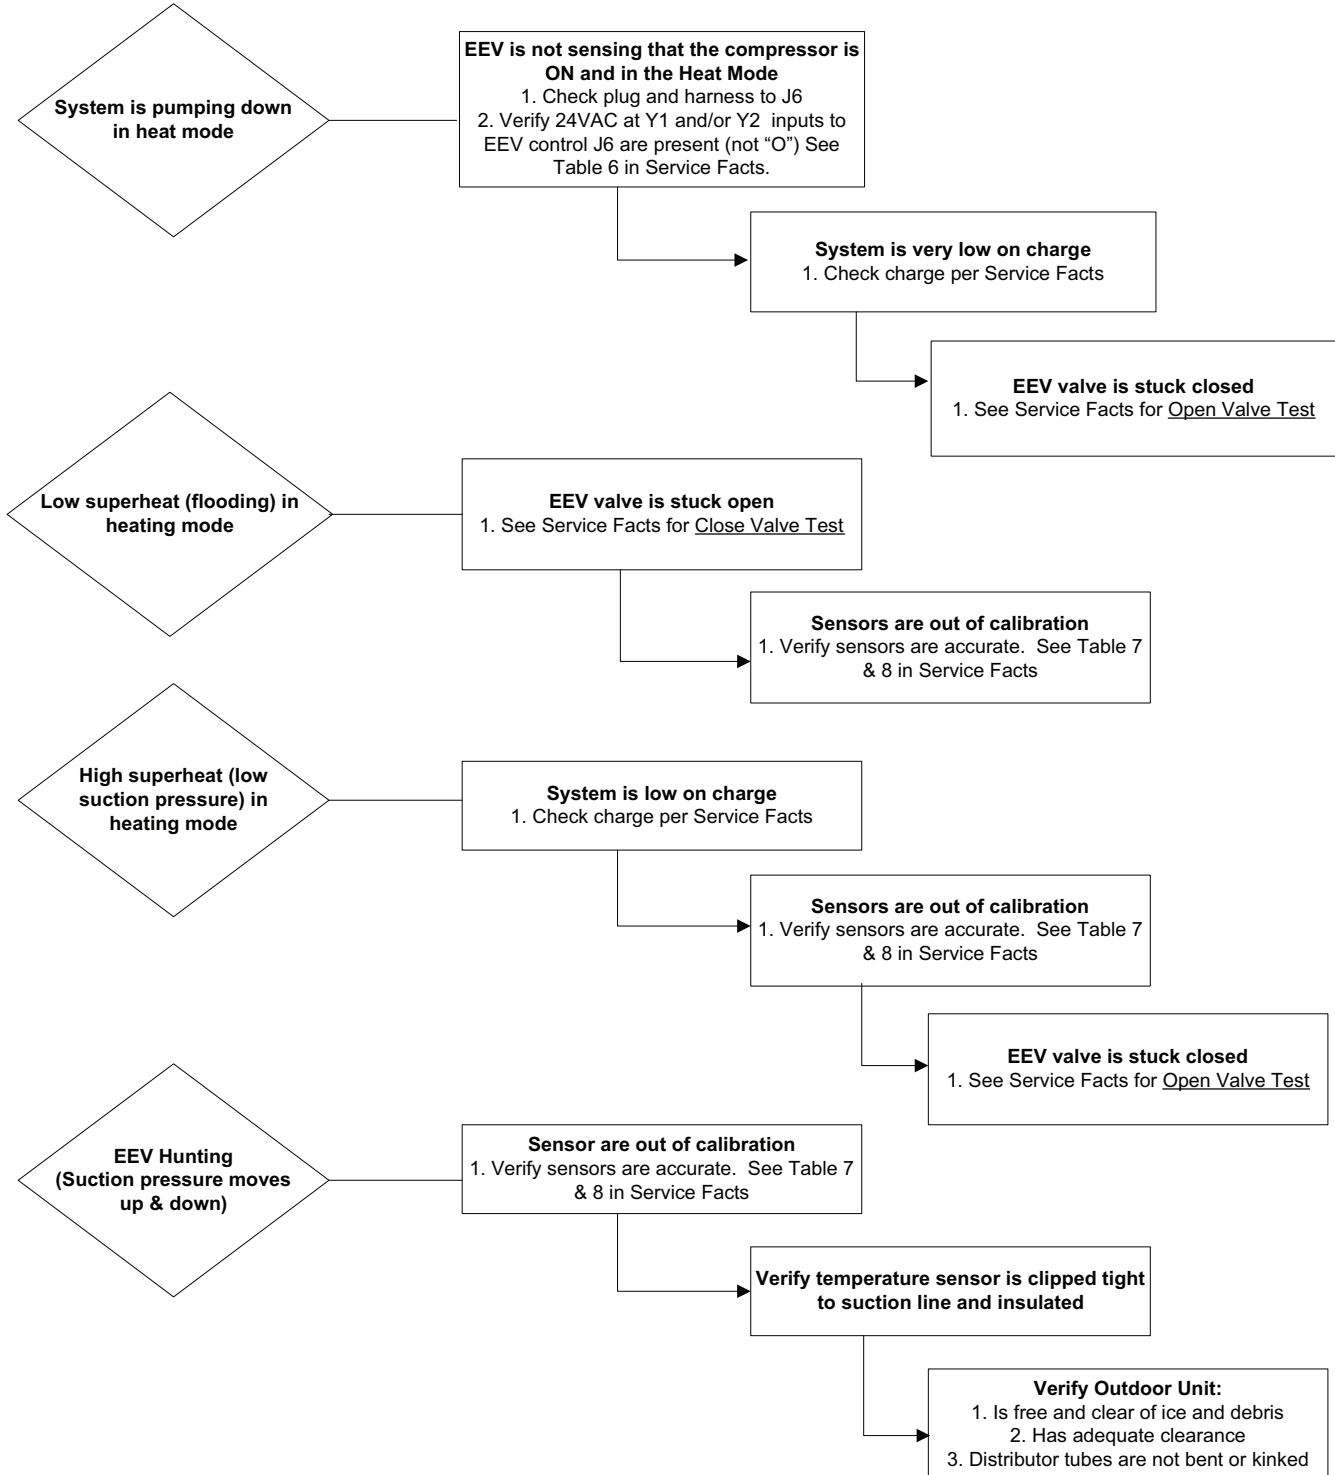 System is pumping down
in heat mode
EEV is not sensing that the compressor is
ON and in the Heat Mode
1. Check plug and harness to J6
2. Verify 24VAC at Y1 and/or Y2 inputs to
EEV control J6 are present (not “O”) See
Table 6 in Service Facts.
System is very low on charge
1. Check charge per Service Facts
EEV valve is stuck closed
1. See Service Facts for Open Valve Test
Low superheat (flooding) in
heating mode
EEV valve is stuck open
1. See Service Facts for Close Valve Test
Sensors are out of calibration
1. Verify sensors are accurate. See Table 7
& 8 in Service Facts
High superheat (low
suction pressure) in
heating mode
System is low on charge
1. Check charge per Service Facts
Sensors are out of calibration
1. Verify sensors are accurate. See Table 7
& 8 in Service Facts
EEV valve is stuck closed
1. See Service Facts for Open Valve Test
EEV Hunting
(Suction pressure moves
up & down)
Sensor are out of calibration
1. Verify sensors are accurate. See Table 7
& 8 in Service Facts
Verify temperature sensor is clipped tight
to suction line and insulated
Verify Outdoor Unit:
1. Is free and clear of ice and debris
2. Has adequate clearance
3. Distributor tubes are not bent or kinked